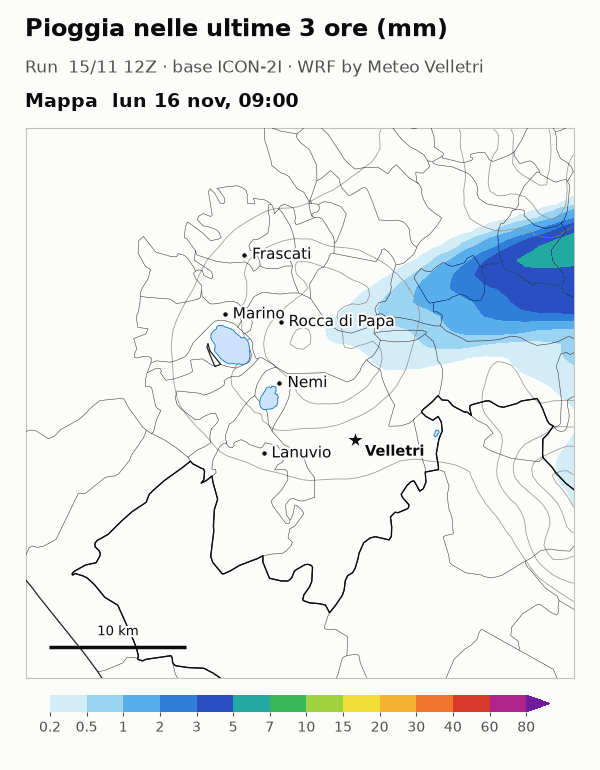 Pioggia nelle ultime 3 ore (mm)
Run 15/11 12Z · base ICON-2I · WRF by Meteo Velletri
Mappa lun 16 nov, 09:00
Frascati
Marino
Rocca di Papa
Nemi
Velletri
Lanuvio
10 km
0.2 0.5 1 2 3 5 7 10 15 20 30 40 60 80